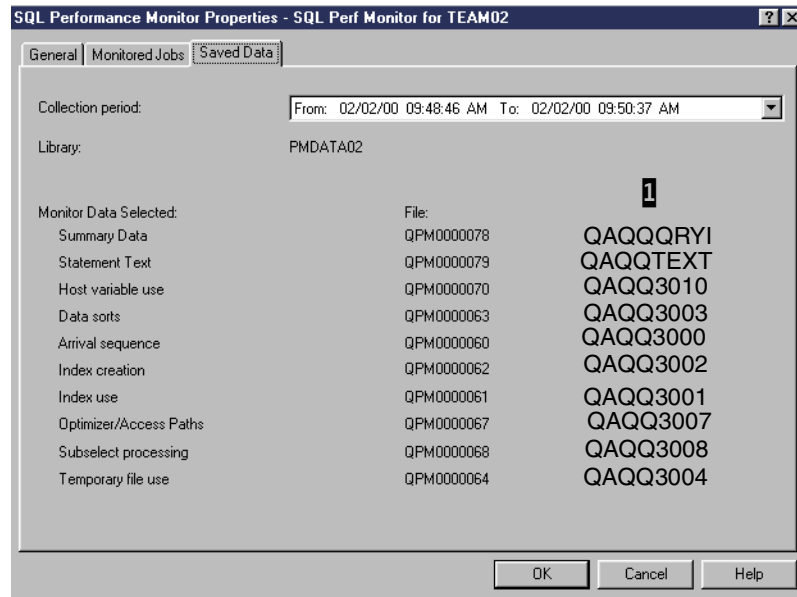 SQL Performance Monitor Properties - SQL Perf Monitor for TEAM02
General Monitored Jobs Saved Data
Collection period: From: 02/02/00 09:48:46 AM To: 02/02/00 09:50:37 AM
Library: PMDATA02
1
Monitor Data Selected: File:
Summary Data QPM0000078 QAQQQRYI
Statement Text QPM0000079 QAQQTEXT
Host variable use QPM0000070 QAQQ3010
Data sorts QPM0000063 QAQQ3003
Arrival sequence QPM0000060 QAQQ3000
Index creation QPM0000062 QAQQ3002
Index use QPM0000061 QAQQ3001
Optimizer/Access Paths QPM0000067 QAQQ3007
Subselect processing QPM0000068 QAQQ3008
Temporary file use QPM0000064 QAQQ3004
OK Cancel Help